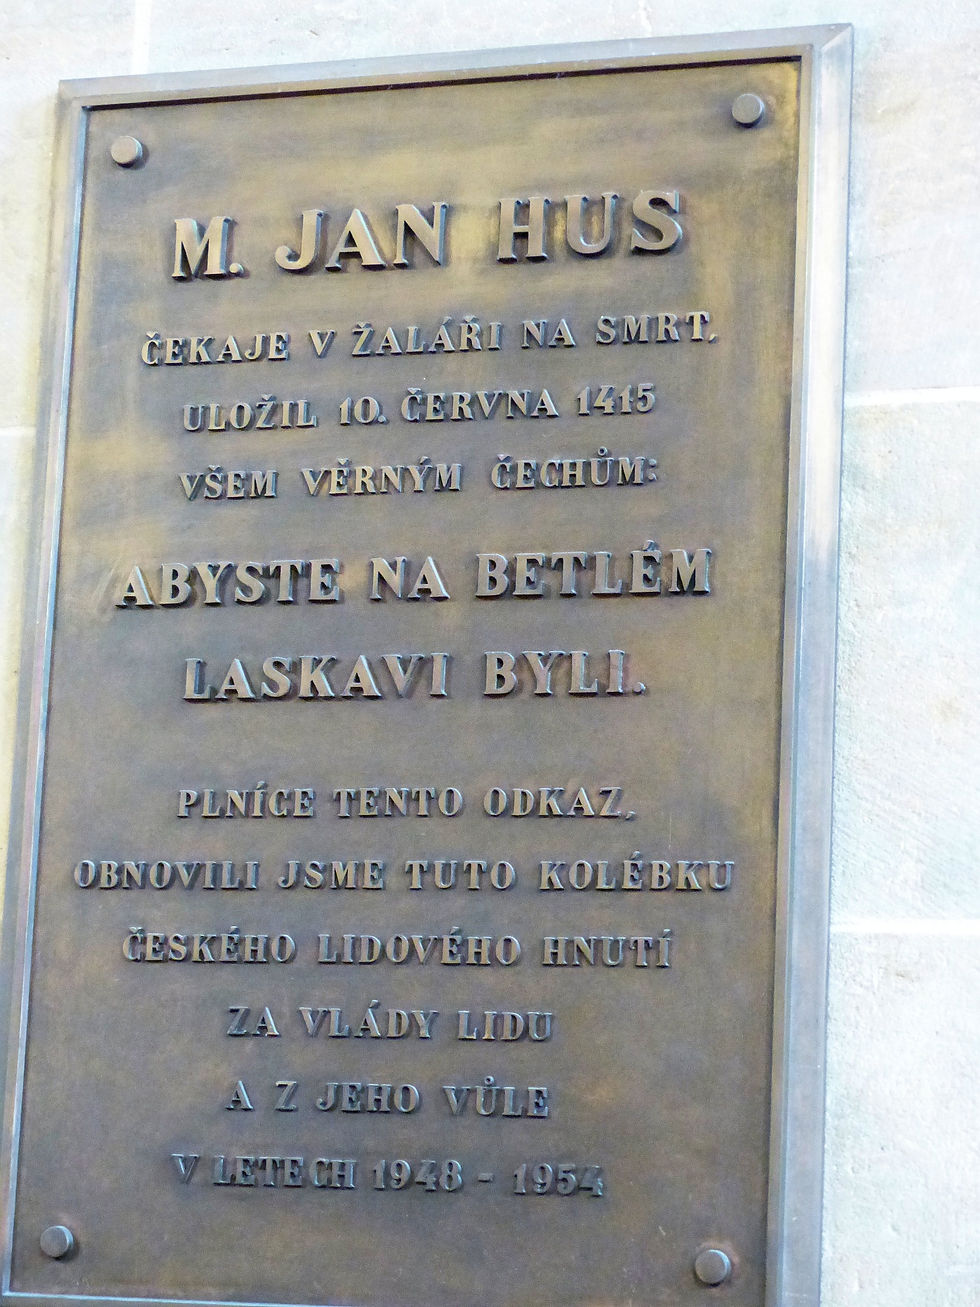 M. JAN HUS
ČEKAJE V ŽALÁŘI NA SMRT.
ULOŽIL 10. ČERVNA 1415
VŠEM VĚRNÝM ČECHŮM:
ABYSTE NA BETLÉM
LASKAVI BYLI.
PLNÍCE TENTO ODKAZ,
OBNOVILI JSME TUTO KOLÉBKU
ČESKÉHO LIDOVÉHO HNUTÍ
ZA VLÁDY LIDU
A Z JEHO VŮLE
V LETECH 1948 - 1954